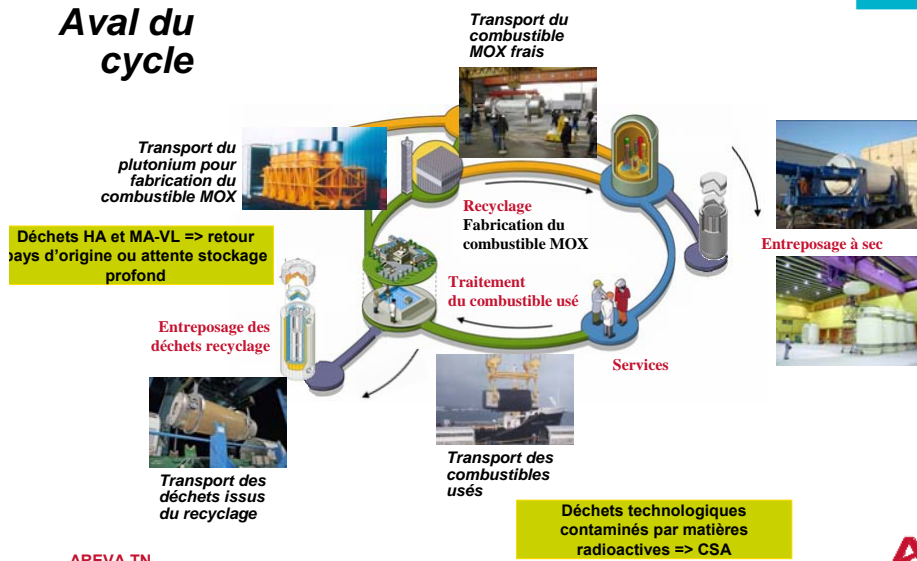 Aval du
cycle
Transport du
combustible
MOX frais
Transport du
plutonium pour
fabrication du
combustible MOX
Recyclage
Fabrication du
combustible MOX
Déchets HA et MA-VL => retour
pays d'origine ou attente stockage
profond
Entreposage à sec
Traitement
du combustible usé
Entreposage des
déchets recyclage
Services
Transport des
déchets issus
du recyclage
Transport des
combustibles
usés
Déchets technologiques
contaminés par matières
radioactives => CSA
AREVA TN